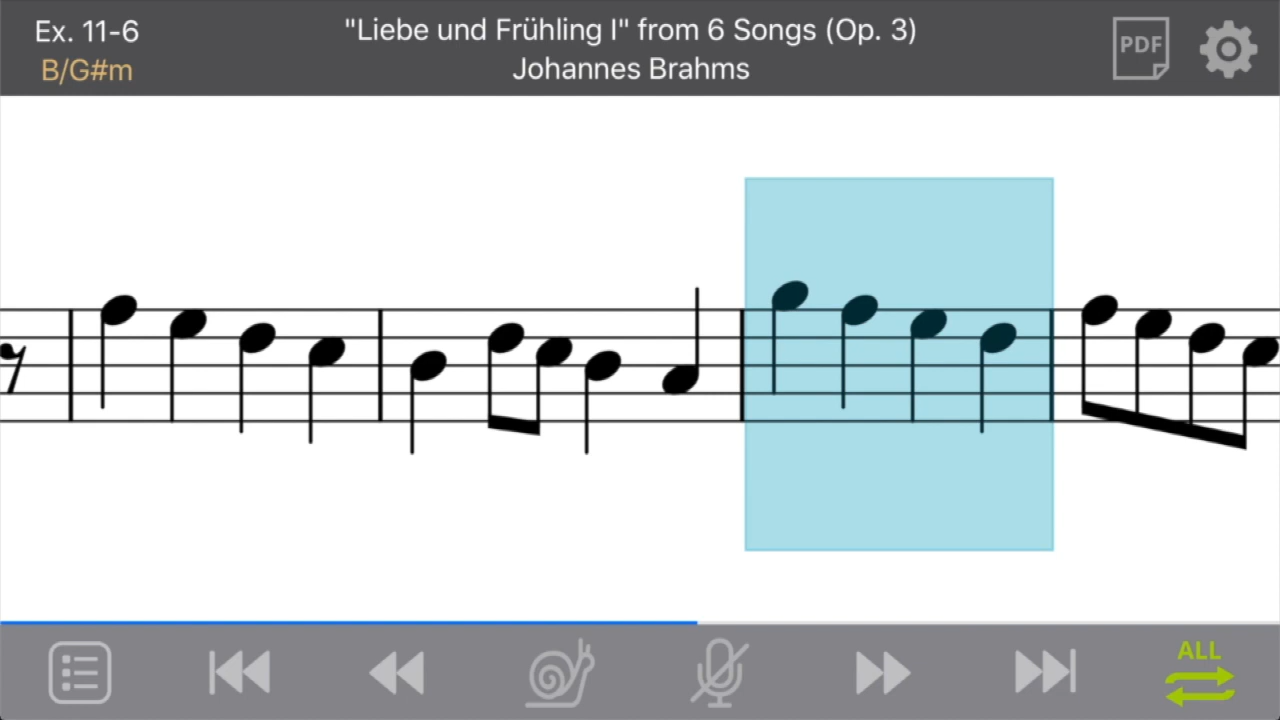 Ex. 11-6
B/G#m
"Liebe und Frühling I" from 6 Songs (Op. 3)
Johannes Brahms
PDF
ALL